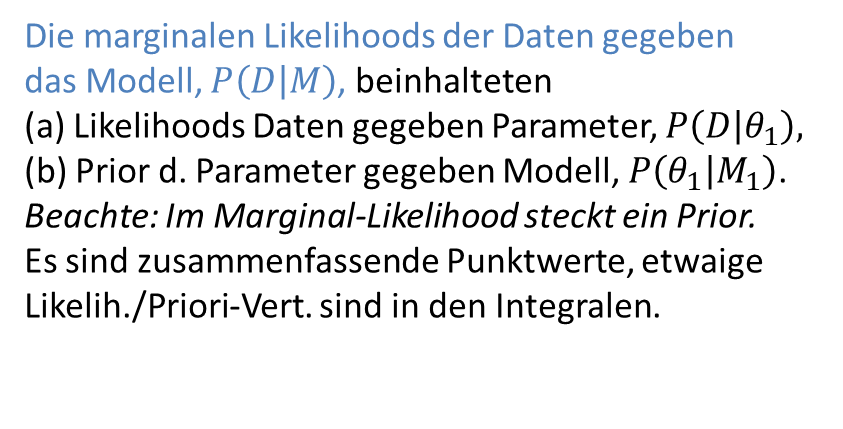 Die marginalen Likelihoods der Daten gegeben
das Modell, 𝑃(𝐷|𝑀), beinhalteten
(a) Likelihoods Daten gegeben Parameter, 𝑃(𝐷|𝜃₁),
(b) Prior d. Parameter gegeben Modell, 𝑃(𝜃₁|𝑀₁).
Beachte: Im Marginal-Likelihood steckt ein Prior.
Es sind zusammenfassende Punktwerte, etwaige
Likelih./Priori-Vert. sind in den Integralen.